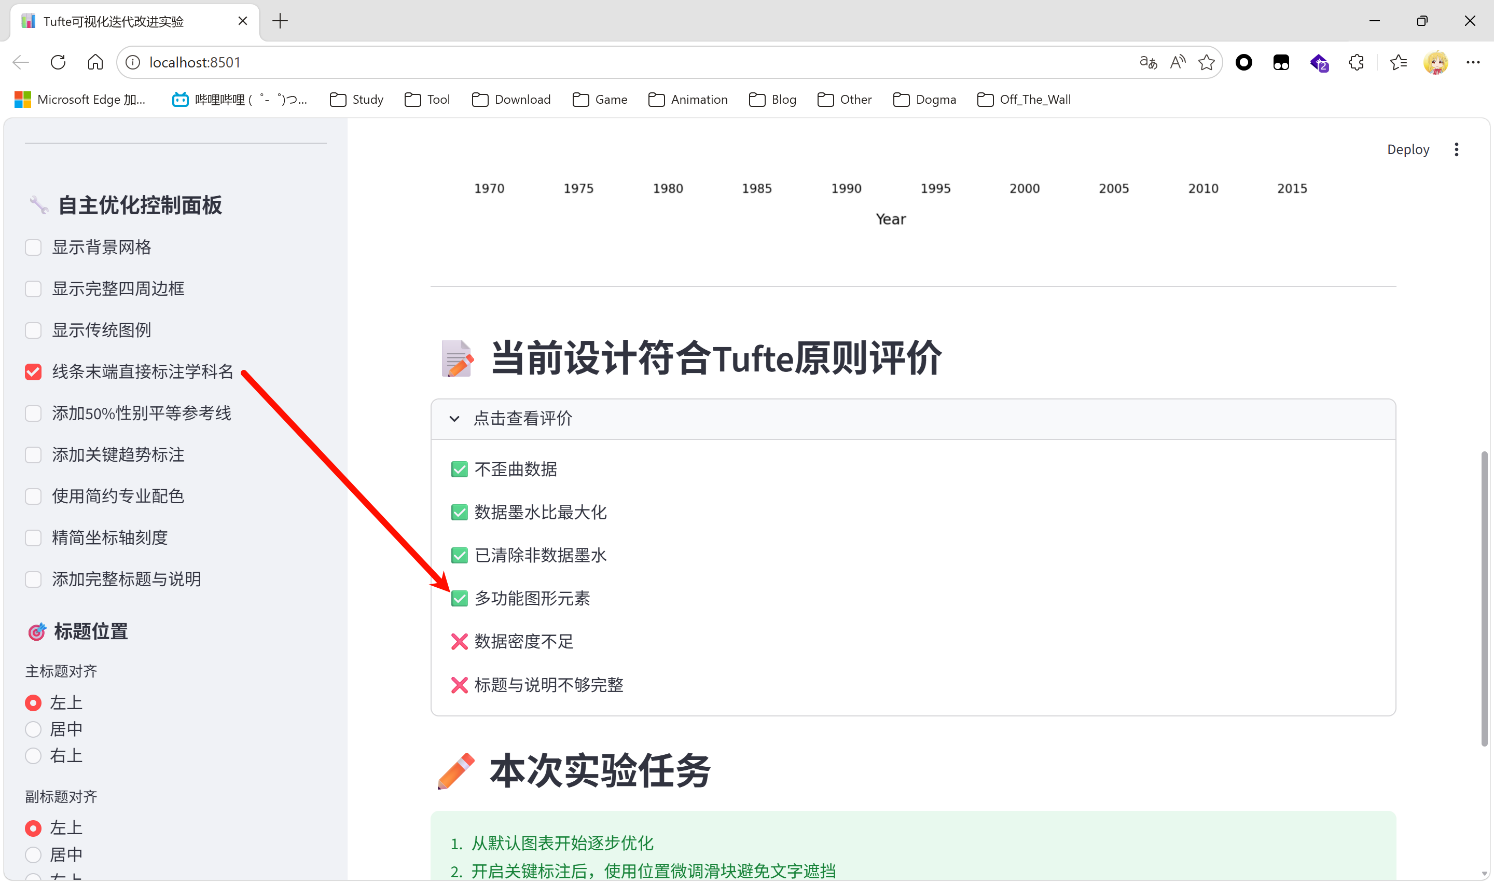 Tufte可视化迭代改进实验
localhost:8501
Microsoft Edge 加...
哔哩哔哩 (゜-゜)つ...
Study
Tool
Download
Game
Animation
Blog
Other
Dogma
Off_The_Wall
Deploy
自主优化控制面板
显示背景网格
显示完整四周边框
显示传统图例
线条末端直接标注学科名
添加50%性别平等参考线
添加关键趋势标注
使用简约专业配色
精简坐标轴刻度
添加完整标题与说明
标题位置
主标题对齐
左上
居中
右上
副标题对齐
左上
居中
右上
1970 1975 1980 1985 1990 1995 2000 2005 2010 2015
Year
当前设计符合Tufte原则评价
点击查看评价
不歪曲数据
数据墨水比最大化
已清除非数据墨水
多功能图形元素
数据密度不足
标题与说明不够完整
本次实验任务
1. 从默认图表开始逐步优化
2. 开启关键标注后，使用位置微调滑块避免文字遮挡